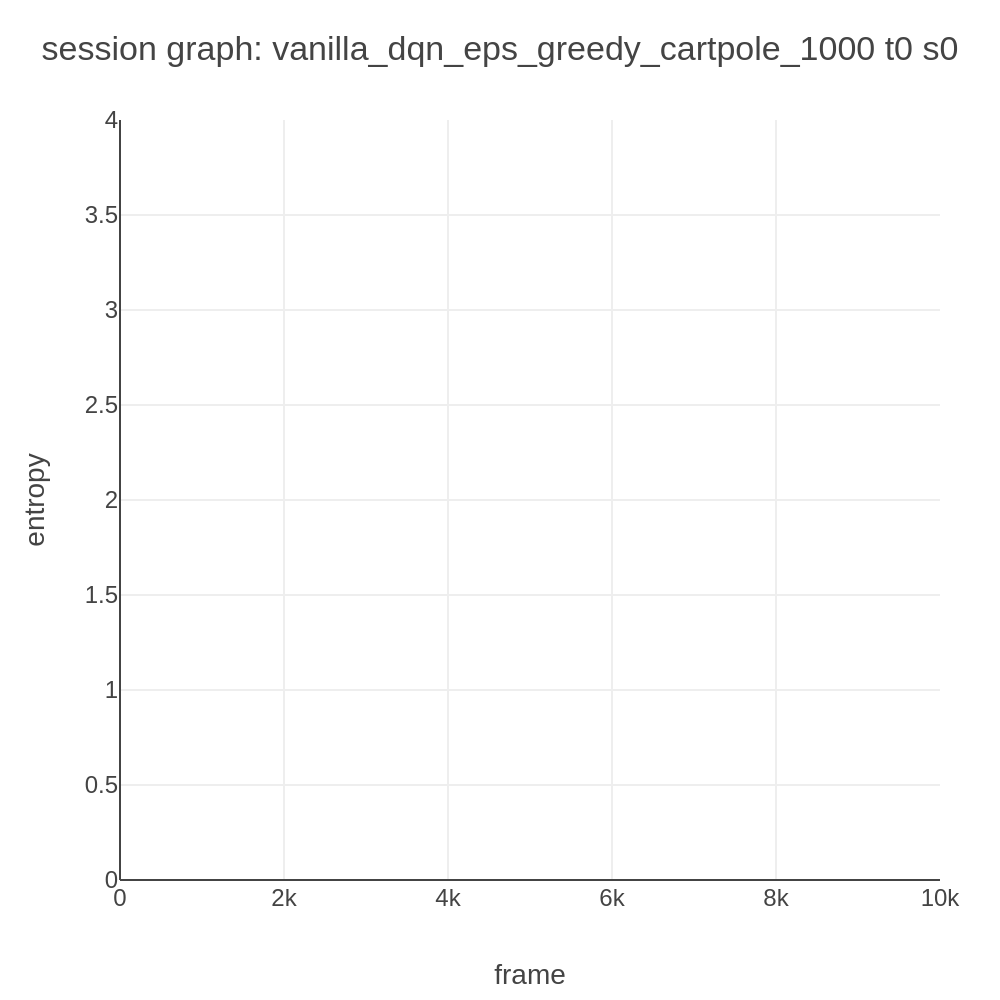 session graph: vanilla_dqn_eps_greedy_cartpole_1000 t0 s0
4
3.5
3
2.5
2
1.5
1
0.5
0
entropy
0 2k 4k 6k 8k 10k
frame